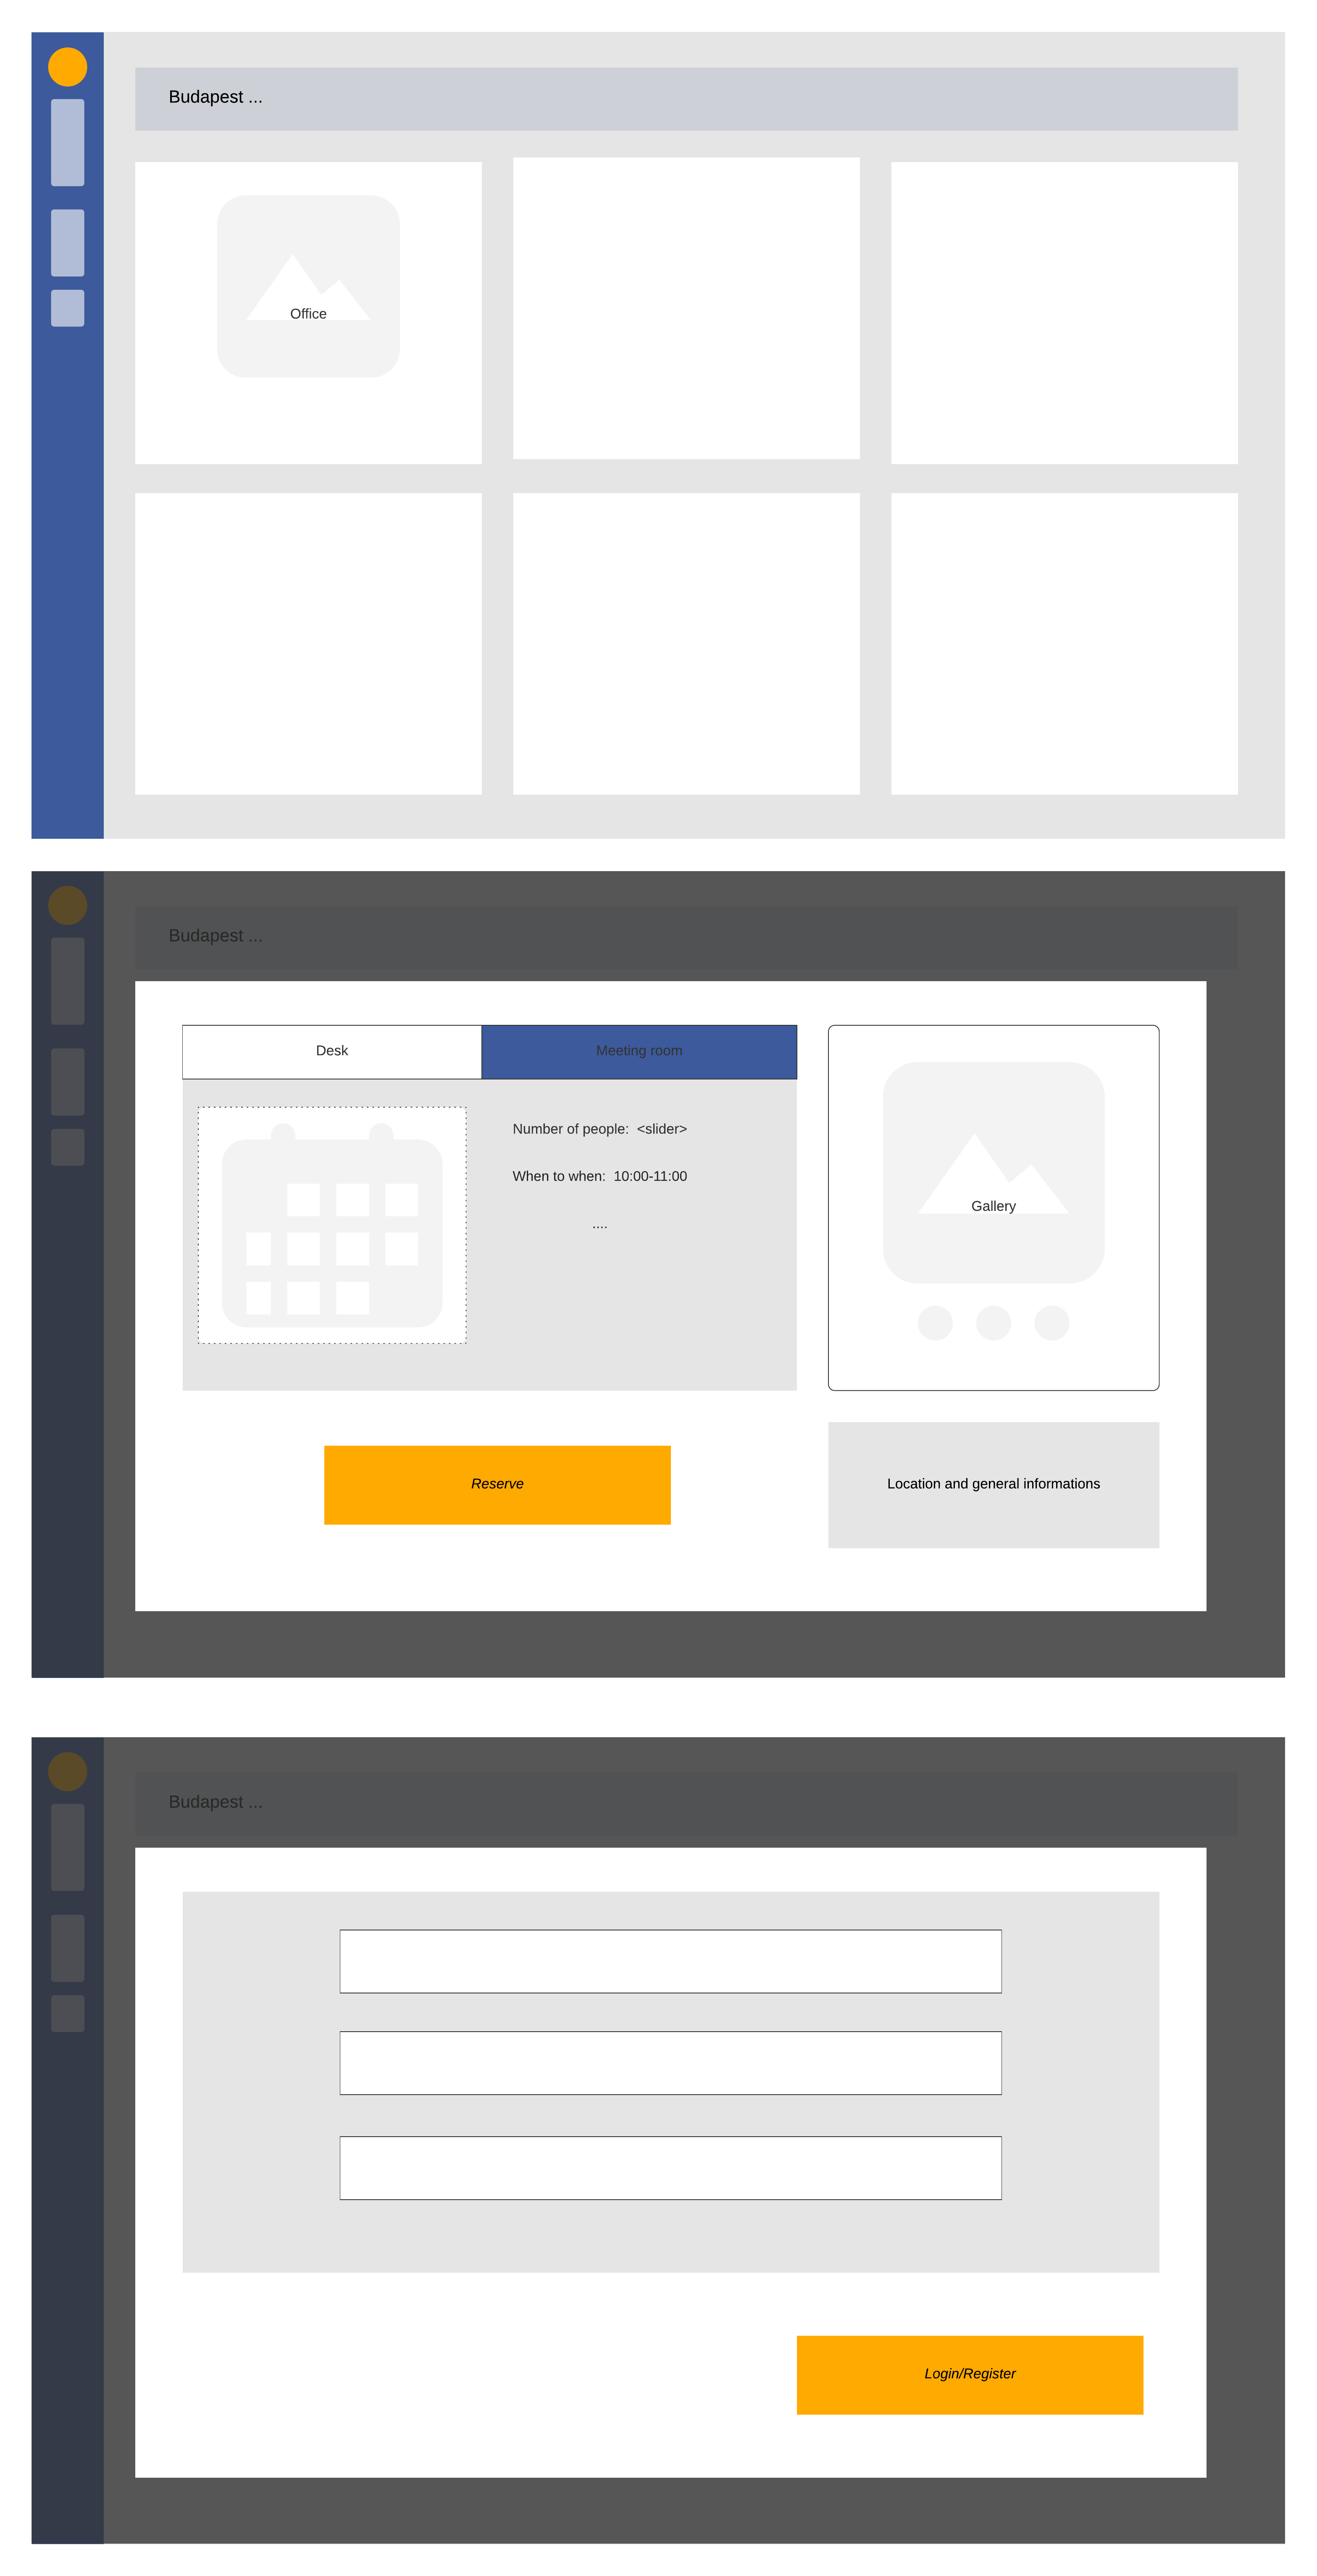 Budapest ...
Office
Budapest ...
Desk
Meeting room
Number of people:  <slider>
When to when:  10:00-11:00
....
Gallery
Reserve
Location and general informations
Budapest ...
Login/Register